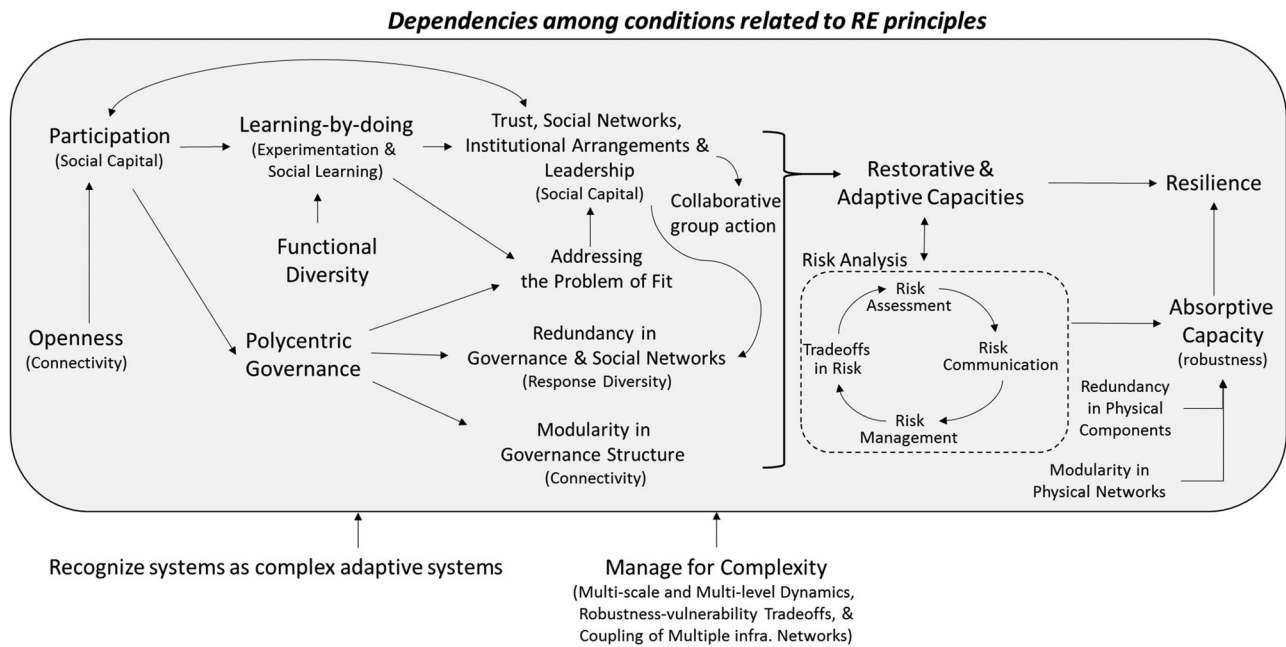 Dependencies among conditions related to RE principles
Participation
(Social Capital)
Learning-by-doing
(Experimentation &
Social Learning)
Trust, Social Networks,
Institutional Arrangements &
Leadership
(Social Capital)
Collaborative
group action
Restorative &
Adaptive Capacities
Resilience
Functional
Diversity
Addressing
the Problem of Fit
Openness
(Connectivity)
Polycentric
Governance
Redundancy in
Governance & Social Networks
(Response Diversity)
Modularity in
Governance Structure
(Connectivity)
Risk Analysis
Risk
Assessment
Risk
Communication
Risk
Management
Tradeoffs
in Risk
Absorptive
Capacity
(robustness)
Redundancy
in Physical
Components
Modularity in
Physical Networks
Recognize systems as complex adaptive systems
Manage for Complexity
(Multi-scale and Multi-level Dynamics,
Robustness-vulnerability Tradeoffs, &
Coupling of Multiple infra. Networks)